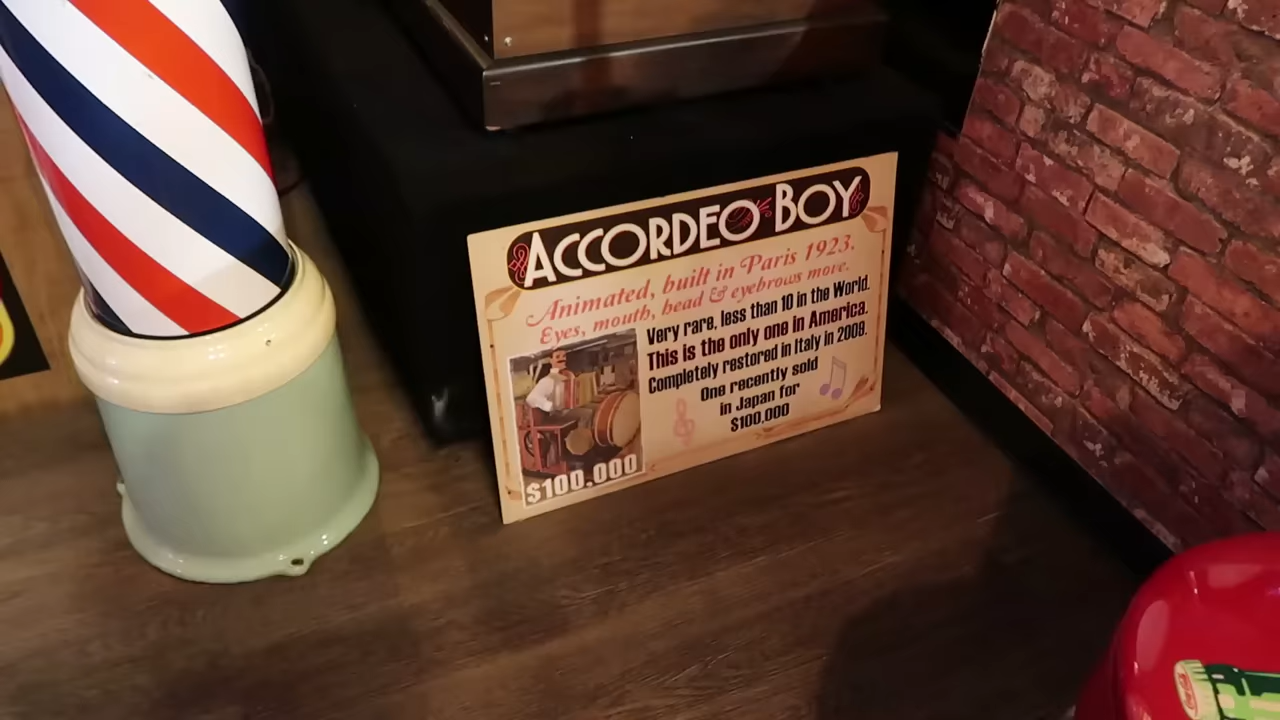 ACCORDEO BOY
Animated, built in Paris 1923.
Eyes, mouth, head & eyebrows move.
Very rare, less than 10 in the World.
This is the only one in America.
Completely restored in Italy in 2009.
One recently sold
in Japan for
$100,000
$100,000